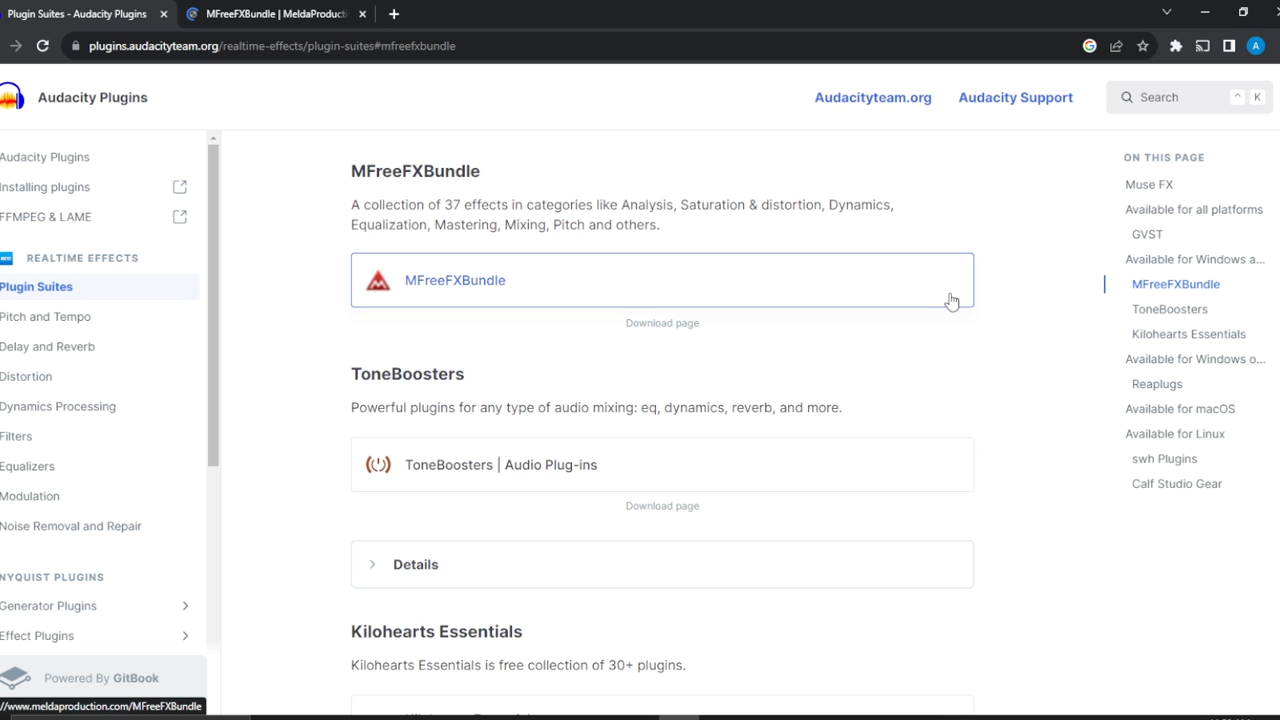 Plugin Suites - Audacity Plugins
MFreeFXBundle | MeldaProducti
plugins.audacityteam.org/realtime-effects/plugin-suites#mfreefxbundle
A
Audacity Plugins
Audacityteam.org
Audacity Support
Search
^ K
Audacity Plugins
Installing plugins
FFMPEG & LAME
REALTIME EFFECTS
Plugin Suites
Pitch and Tempo
Delay and Reverb
Distortion
Dynamics Processing
Filters
Equalizers
Modulation
Noise Removal and Repair
NYQUIST PLUGINS
Generator Plugins
Effect Plugins
Powered By GitBook
//www.meldaproduction.com/MFreeFXBundle
MFreeFXBundle
A collection of 37 effects in categories like Analysis, Saturation & distortion, Dynamics,
Equalization, Mastering, Mixing, Pitch and others.
MFreeFXBundle
Download page
ToneBoosters
Powerful plugins for any type of audio mixing: eq, dynamics, reverb, and more.
ToneBoosters | Audio Plug-ins
Download page
Details
Kilohearts Essentials
Kilohearts Essentials is free collection of 30+ plugins.
ON THIS PAGE
Muse FX
Available for all platforms
GVST
Available for Windows a...
MFreeFXBundle
ToneBoosters
Kilohearts Essentials
Available for Windows o...
Reaplugs
Available for macOS
Available for Linux
swh Plugins
Calf Studio Gear